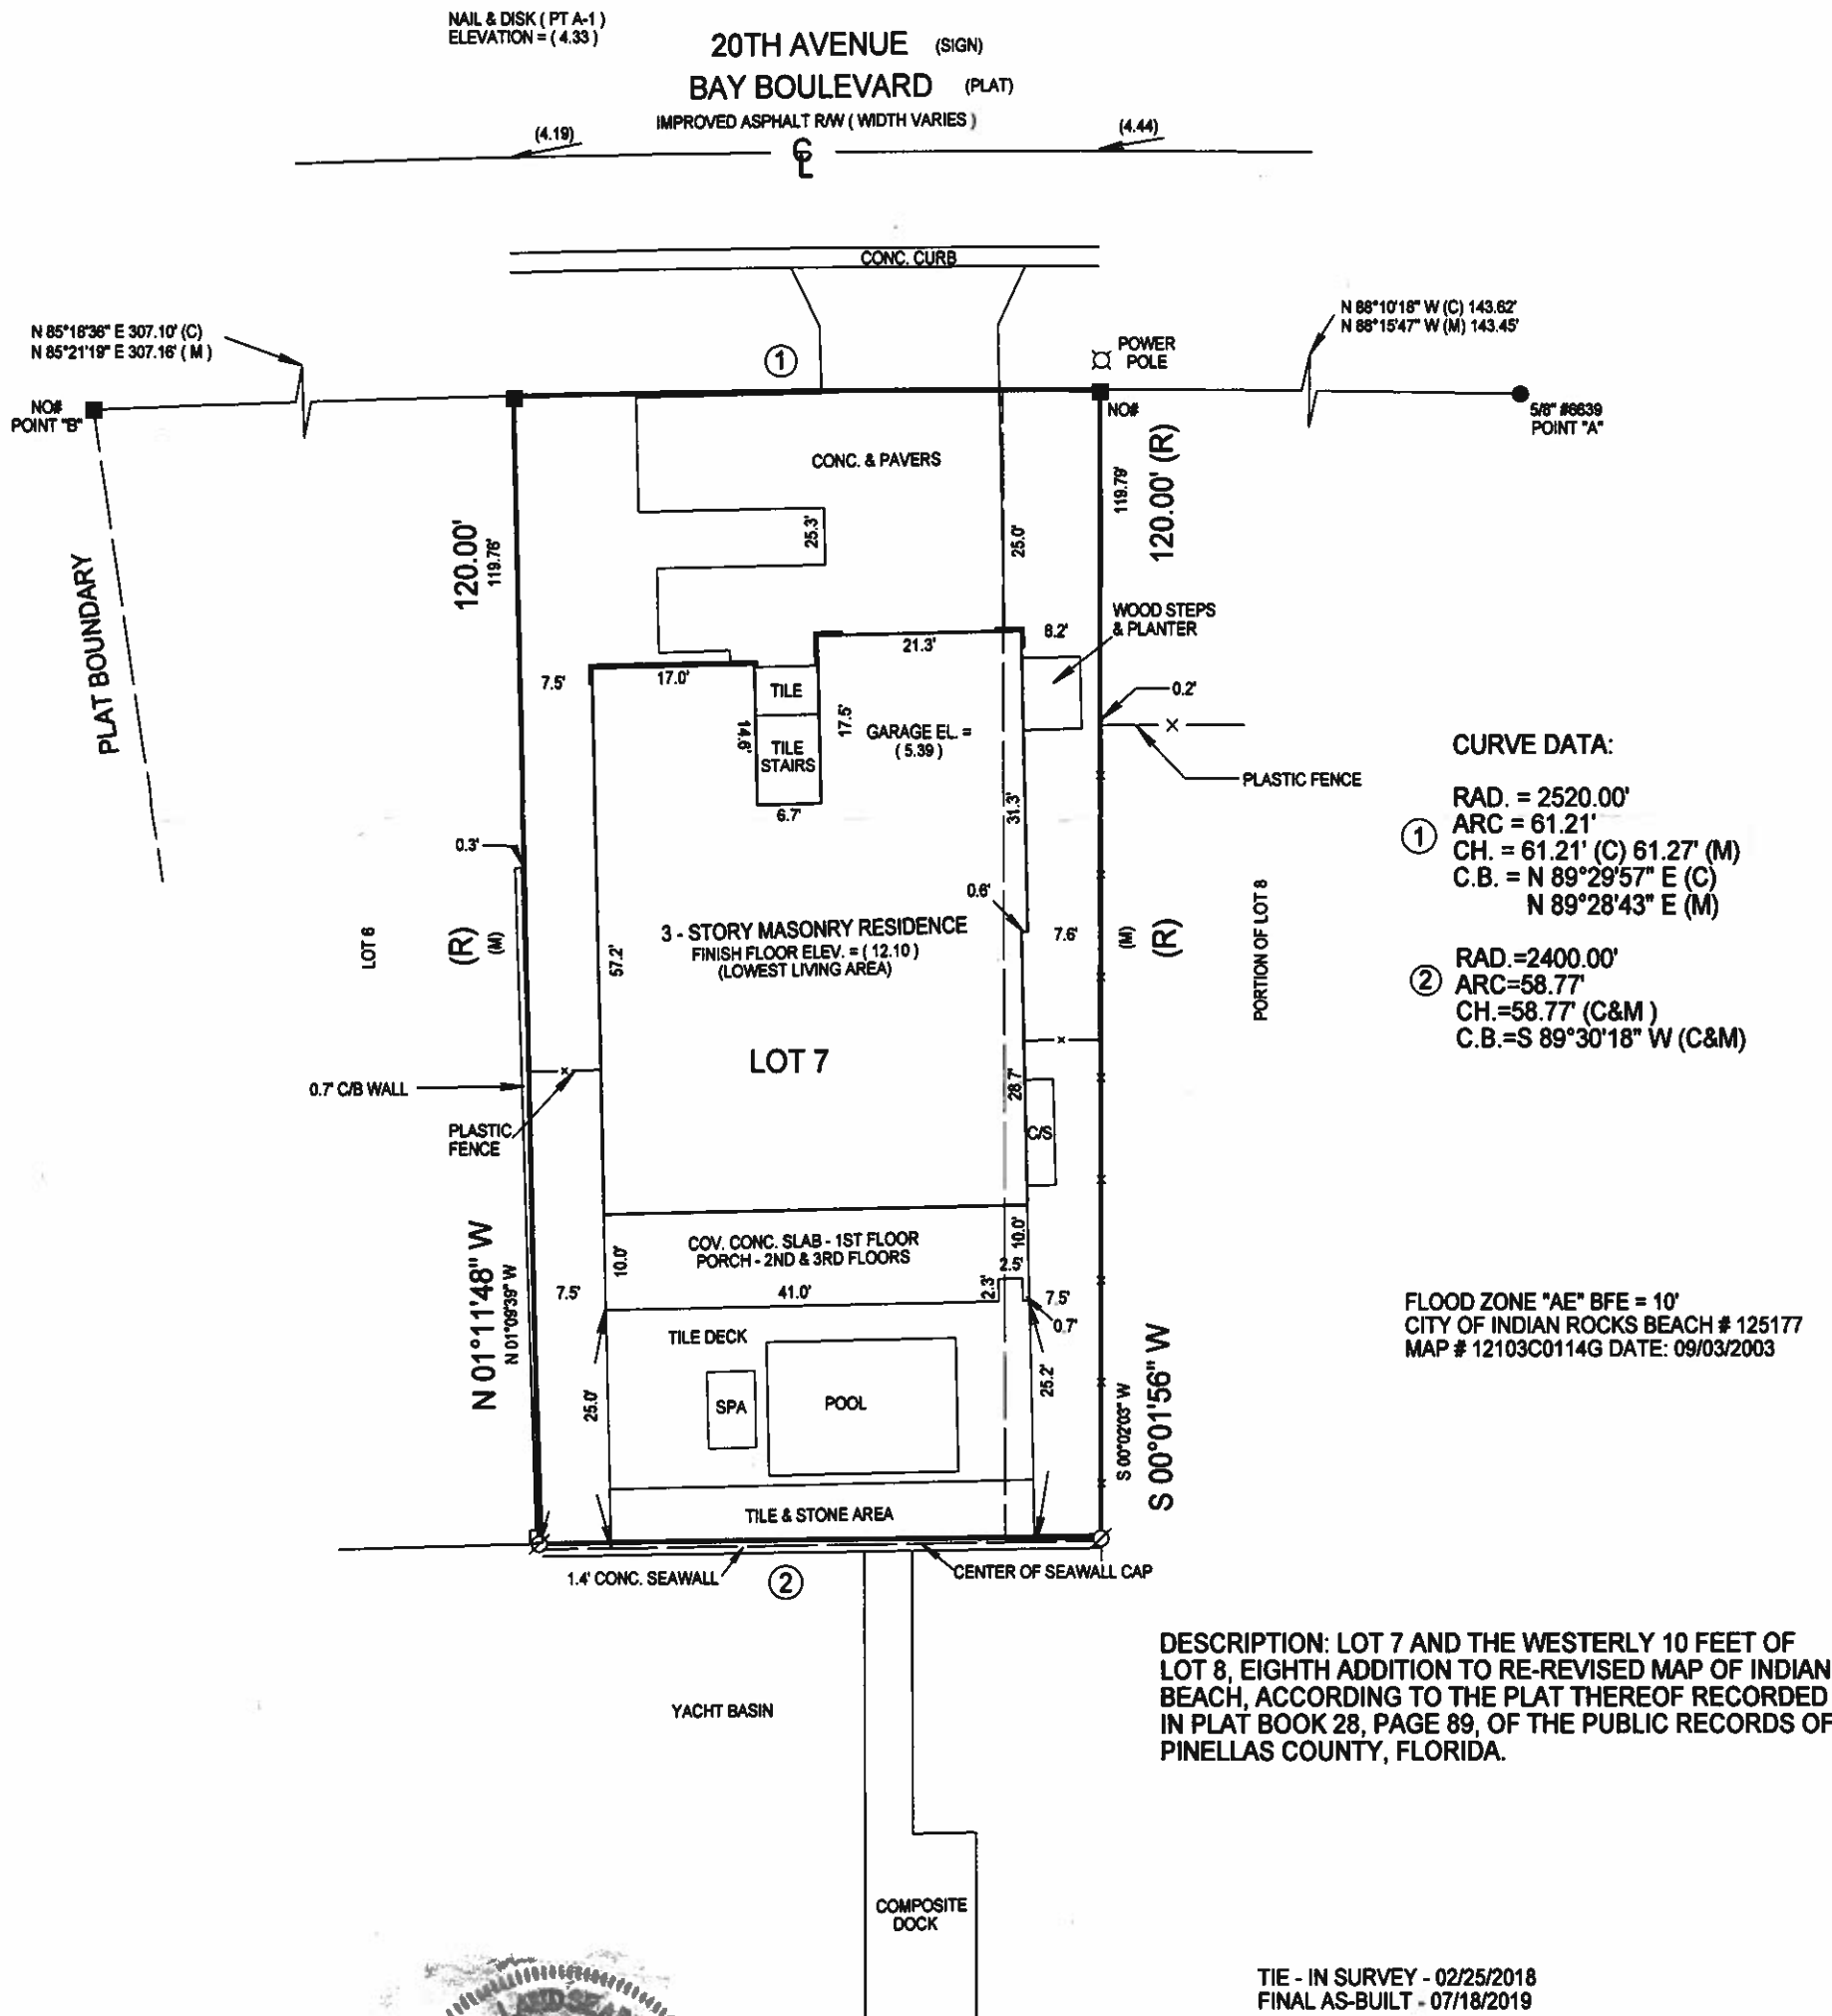 NAIL & DISK ( PT A-1 )
ELEVATION = ( 4.33 )
20TH AVENUE (SIGN)
BAY BOULEVARD (PLAT)
IMPROVED ASPHALT R/W ( WIDTH VARIES )
(4.19)
(4.44)
CONC. CURB
N 85°18'36" E 307.10' (C)
N 85°21'19" E 307.16' ( M )
N 88°10'18" W (C) 143.62'
N 88°15'47" W (M) 143.45'
1
POWER
POLE
NO#
POINT "B"
NO#
5/8" #6639
POINT "A"
CONC. & PAVERS
120.00' (R)
119.79'
120.00'
119.76'
25.3'
25.0'
PLAT BOUNDARY
WOOD STEPS
& PLANTER
8.2'
21.3'
17.0'
7.5'
TILE
0.2'
14.6'
17.5'
GARAGE EL. =
( 5.39 )
TILE
STAIRS
PLASTIC FENCE
6.7'
31.3'
0.3'
0.6'
CURVE DATA:
1
RAD. = 2520.00'
ARC = 61.21'
CH. = 61.21' (C) 61.27' (M)
C.B. = N 89°29'57" E (C)
N 89°28'43" E (M)
2
RAD.=2400.00'
ARC=58.77'
CH.=58.77' (C&M )
C.B.=S 89°30'18" W (C&M)
LOT 6
(R)
(M)
57.2'
3 - STORY MASONRY RESIDENCE
FINISH FLOOR ELEV. = ( 12.10 )
(LOWEST LIVING AREA)
7.6'
(M)
(R)
PORTION OF LOT 8
LOT 7
0.7' C/B WALL
PLASTIC
FENCE
28.7'
C/S
N 01°11'48" W
N 01°09'39" W
COV. CONC. SLAB - 1ST FLOOR
PORCH - 2ND & 3RD FLOORS
10.0'
10.0'
2.5'
7.5'
41.0'
2.3'
7.5'
0.7'
FLOOD ZONE "AE" BFE = 10'
CITY OF INDIAN ROCKS BEACH # 125177
MAP # 12103C0114G DATE: 09/03/2003
TILE DECK
25.0'
SPA
POOL
25.2'
S 00°02'03" W
S 00°01'56" W
TILE & STONE AREA
1.4' CONC. SEAWALL
2
CENTER OF SEAWALL CAP
DESCRIPTION: LOT 7 AND THE WESTERLY 10 FEET OF
LOT 8, EIGHTH ADDITION TO RE-REVISED MAP OF INDIAN
BEACH, ACCORDING TO THE PLAT THEREOF RECORDED
IN PLAT BOOK 28, PAGE 89, OF THE PUBLIC RECORDS OF
PINELLAS COUNTY, FLORIDA.
YACHT BASIN
COMPOSITE
DOCK
TIE - IN SURVEY - 02/25/2018
FINAL AS-BUILT - 07/18/2019